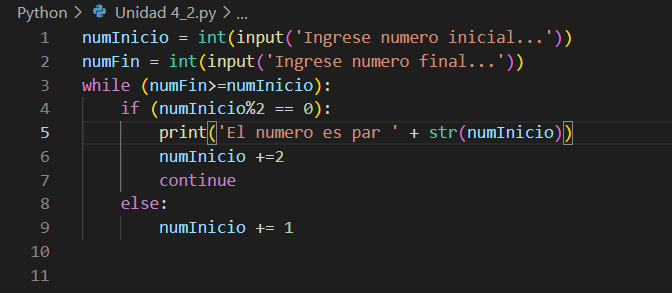 Python > Unidad 4_2.py > ...
1 numInicio = int(input('Ingrese numero inicial...'))
2 numFin = int(input('Ingrese numero final...'))
3 while (numFin>=numInicio):
4     if (numInicio%2 == 0):
5         print('El numero es par ' + str(numInicio))
6         numInicio +=2
7         continue
8     else:
9         numInicio += 1
10
11